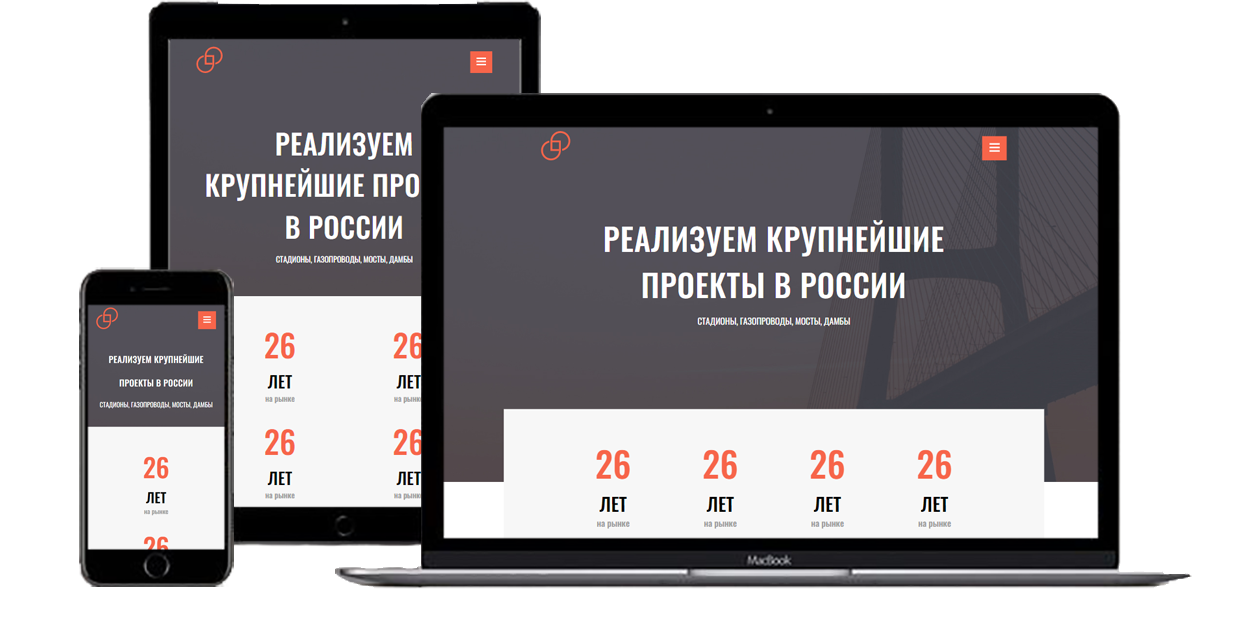 РЕАЛИЗУЕМ
КРУПНЕЙШИЕ ПРО
В РОССИИ
СТАДИОНЫ, ГАЗОПРОВОДЫ, МОСТЫ, ДАМБЫ
26
26
ЛЕТ
ЛЕТ
на рынке
на рынк
26
26
ЛЕТ
ЛЕТ
на рынке
на рынк
РЕАЛИЗУЕМ КРУПНЕЙШИЕ
ПРОЕКТЫ В РОССИИ
СТАДИОНЫ, ГАЗОПРОВОДЫ, МОСТЫ, ДАМБЫ
26
ЛЕТ
на рынке
26
РЕАЛИЗУЕМ КРУПНЕЙШИЕ
ПРОЕКТЫ В РОССИИ
СТАДИОНЫ, ГАЗОПРОВОДЫ, МОСТЫ, ДАМБЫ
26 26 26 26
ЛЕТ ЛЕТ ЛЕТ ЛЕТ
на рынке на рынке на рынке на рынке
MacBook